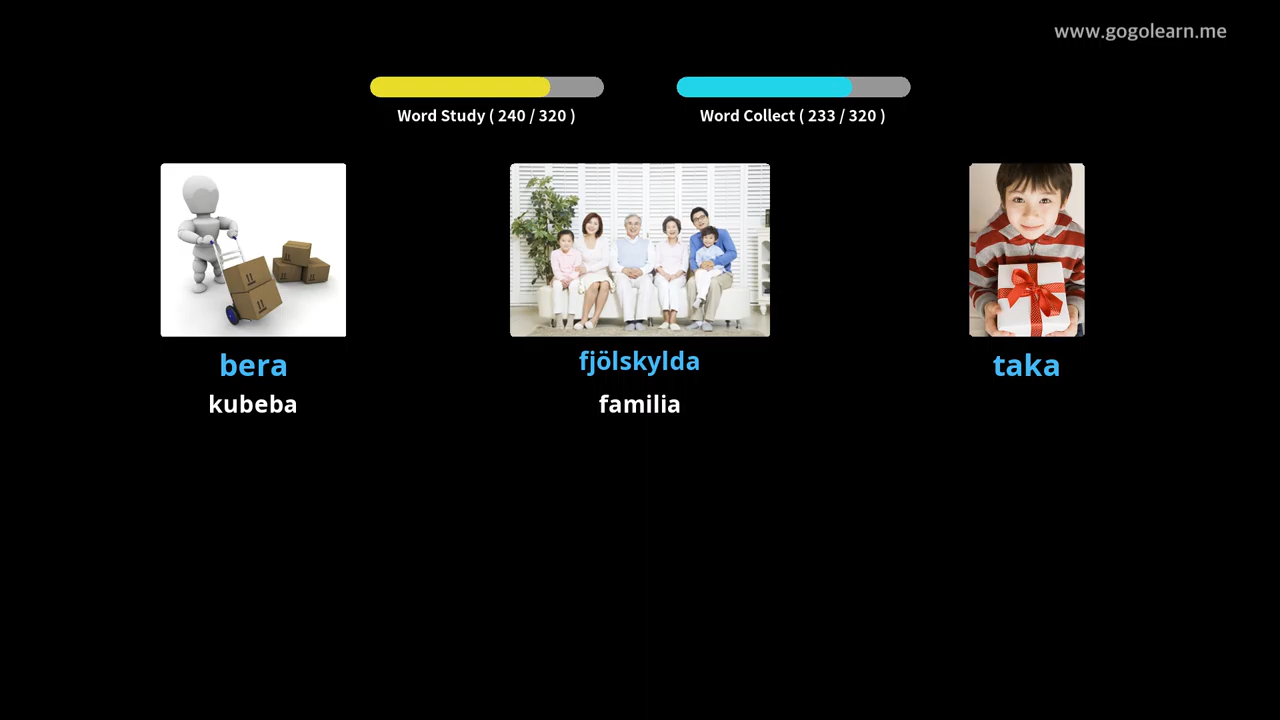 www.gogolearn.me
Word Study ( 240 / 320 )
Word Collect ( 233 / 320 )
bera
fjölskylda
taka
kubeba
familia